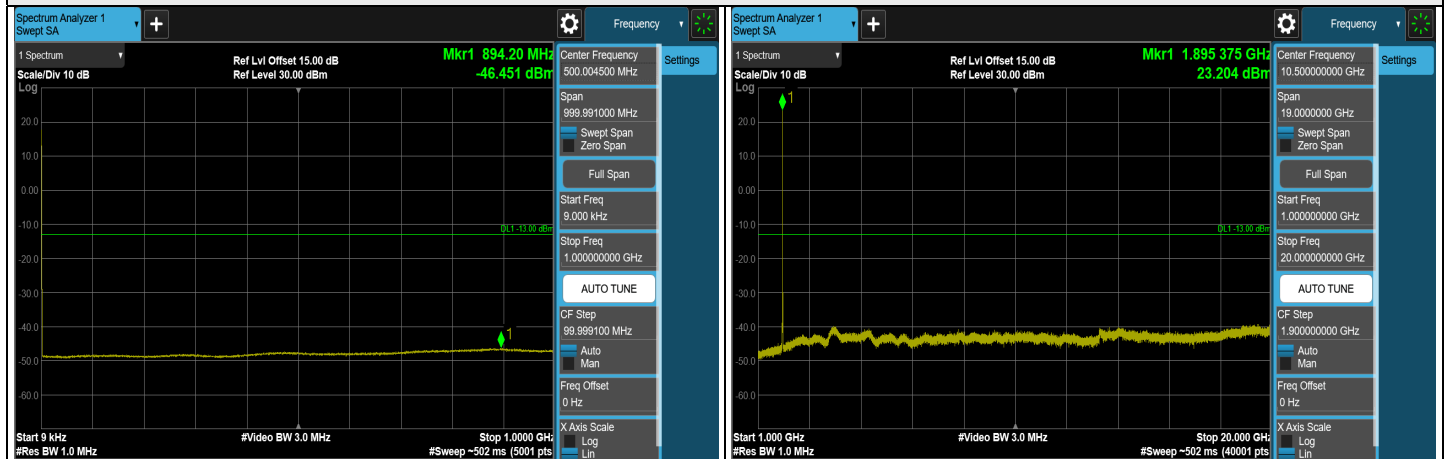 Spectrum Analyzer 1
Swept SA
+
Frequency
1 Spectrum
Scale/Div 10 dB
Log
Ref Lvl Offset 15.00 dB
Ref Level 30.00 dBm
Mkr1 894.20 MHz
-46.451 dBm
20.0
10.0
0.00
-10.0
-20.0
-30.0
-40.0
-50.0
-60.0
DL1 -13.00 dBm
1
Start 9 kHz
#Res BW 1.0 MHz
#Video BW 3.0 MHz
Stop 1.0000 GHz
#Sweep ~502 ms (5001 pts)
Center Frequency
500.004500 MHz
Span
999.991000 MHz
Swept Span
Zero Span
Full Span
Start Freq
9.000 kHz
Stop Freq
1.000000000 GHz
AUTO TUNE
CF Step
99.999100 MHz
Auto
Man
Freq Offset
0 Hz
X Axis Scale
Log
Lin
Settings
Spectrum Analyzer 1
Swept SA
+
Frequency
1 Spectrum
Scale/Div 10 dB
Log
Ref Lvl Offset 15.00 dB
Ref Level 30.00 dBm
Mkr1 1.895 375 GHz
23.204 dBm
1
20.0
10.0
0.00
-10.0
-20.0
-30.0
-40.0
-50.0
-60.0
DL1 -13.00 dBm
Start 1.000 GHz
#Res BW 1.0 MHz
#Video BW 3.0 MHz
Stop 20.000 GHz
#Sweep ~502 ms (40001 pts)
Center Frequency
10.500000000 GHz
Span
19.0000000 GHz
Swept Span
Zero Span
Full Span
Start Freq
1.000000000 GHz
Stop Freq
20.000000000 GHz
AUTO TUNE
CF Step
1.900000000 GHz
Auto
Man
Freq Offset
0 Hz
X Axis Scale
Log
Lin
Settings